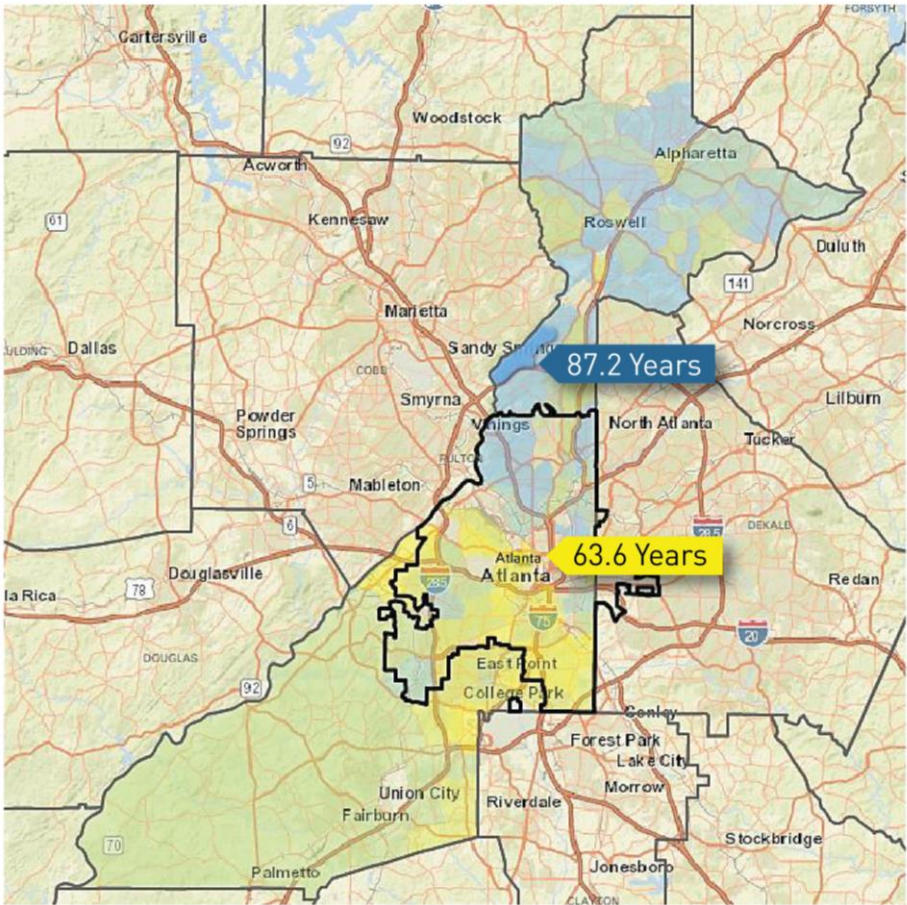 FORSYTH
Cartersville
Woodstock
92
Alpharetta
Acworth
61
Kennesaw
Roswell
Duluth
141
Marietta
Norcross
Dallas
Sandy Springs
87.2 Years
COBB
Smyrna
Lilburn
Powder
Springs
Vinings
North Atlanta
Tucker
FULTON
5
Mableton
6
285
DEKALB
Atlanta
63.6 Years
Atlanta
Douglasville
285
Redan
la Rica
78
75
20
DOUGLAS
East Point
92
College Park
Conley
Forest Park
Lake City
Union City
Riverdale
Morrow
Fairburn
70
Stockbridge
Palmetto
Jonesboro
CLAYTON